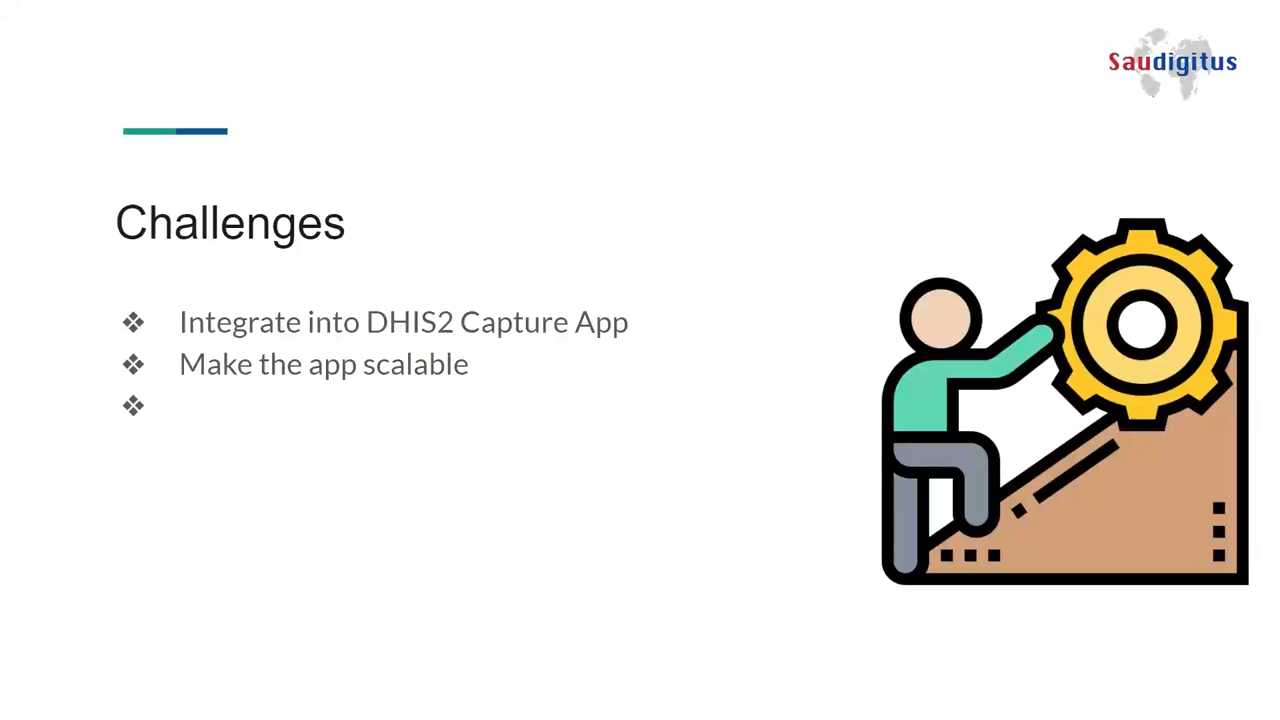 Saudigitus
Challenges
❖ Integrate into DHIS2 Capture App
❖ Make the app scalable
❖